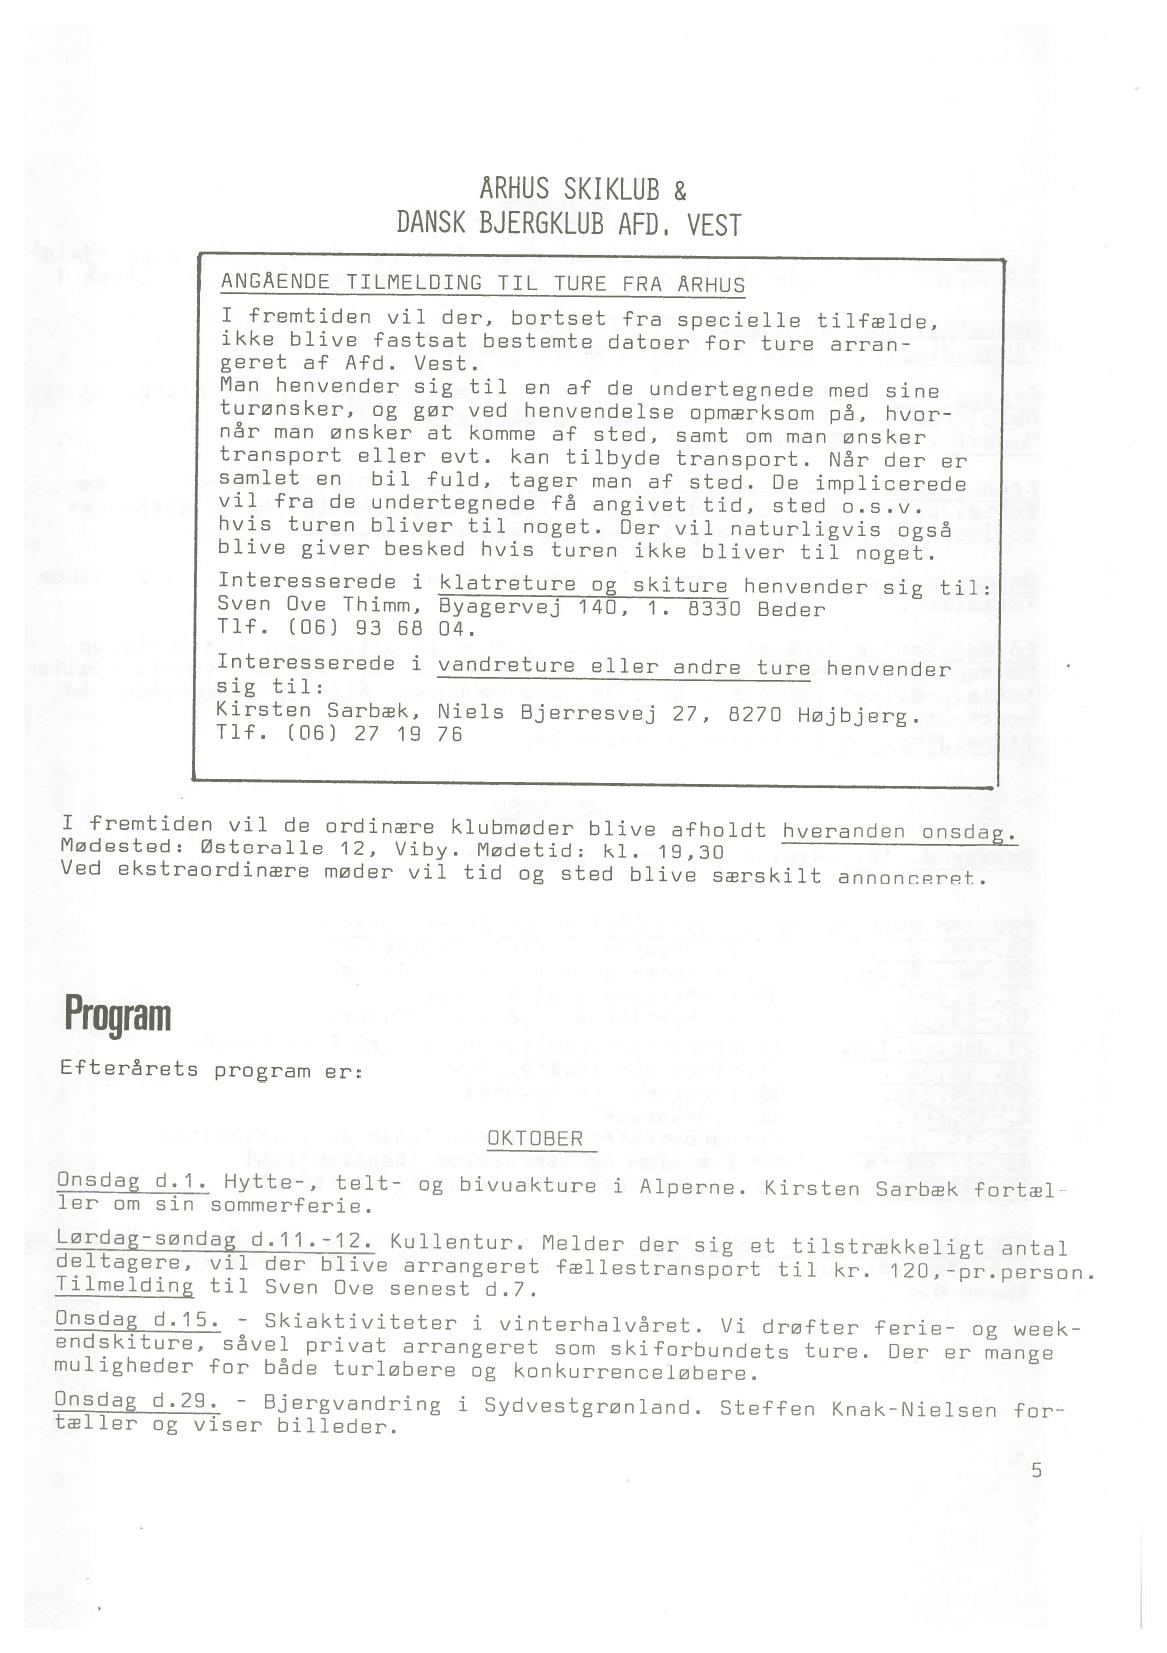 ÅRHUS SKIKLUB &
DANSK BJERGKLUB AFD. VEST
ANGÅENDE TILMELDING TIL TURE FRA ÅRHUS
I fremtiden vil der, bortset fra specielle tilfælde,
ikke blive fastsat bestemte datoer for ture arran-
geret af Afd. Vest.
Man henvender sig til en af de undertegnede med sine
turønsker, og gør ved henvendelse opmærksom på, hvor-
når man ønsker at komme af sted, samt om man ønsker
transport eller evt. kan tilbyde transport. Når der er
samlet en bil fuld, tager man af sted. De implicerede
vil fra de undertegnede få angivet tid, sted o.s.v.
hvis turen bliver til noget. Der vil naturligvis også
blive giver besked hvis turen ikke bliver til noget.
Interesserede i klatreture og skiture henvender sig til:
Sven Ove Thimm, Byagervej 140, 1. 8330 Beder
Tlf. (06) 93 68 04.
Interesserede i vandreture eller andre ture henvender
sig til:
Kirsten Sarbæk, Niels Bjerresvej 27, 8270 Højbjerg.
Tlf. (06) 27 19 76
I fremtiden vil de ordinære klubmøder blive afholdt hveranden onsdag.
Mødested: Østeralle 12, Viby. Mødetid: kl. 19,30
Ved ekstraordinære møder vil tid og sted blive særskilt annonceret.
Program
Efterårets program er:
OKTOBER
Onsdag d.1. Hytte-, telt- og bivuakture i Alperne. Kirsten Sarbæk fortæl-
ler om sin sommerferie.
Lørdag-søndag d.11.-12. Kullentur. Melder der sig et tilstrækkeligt antal
deltagere, vil der blive arrangeret fællestransport til kr. 120,-pr.person.
Tilmelding til Sven Ove senest d.7.
Onsdag d.15. - Skiaktiviteter i vinterhalvåret. Vi drøfter ferie- og week-
endskiture, såvel privat arrangeret som skiforbundets ture. Der er mange
muligheder for både turløbere og konkurrenceløbere.
Onsdag d.29. - Bjergvandring i Sydvestgrønland. Steffen Knak-Nielsen for-
tæller og viser billeder.
5